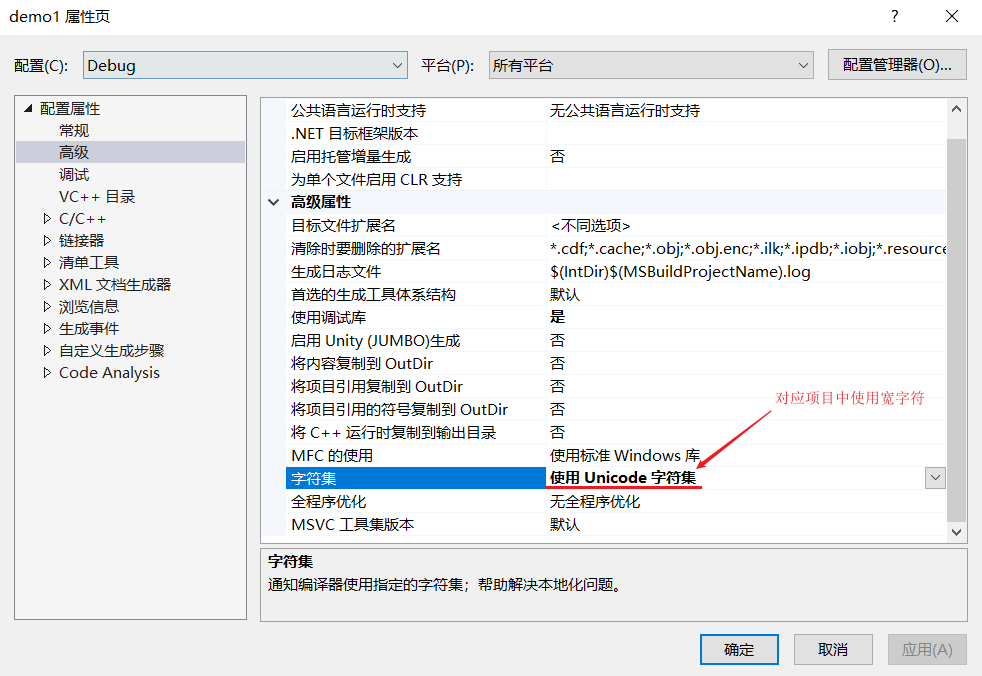 demo1 属性页
?
配置(C): Debug 平台(P): 所有平台 配置管理器(O)...
配置属性
常规
高级
调试
VC++ 目录
C/C++
链接器
清单工具
XML 文档生成器
浏览信息
生成事件
自定义生成步骤
Code Analysis
公共语言运行时支持 无公共语言运行时支持
.NET 目标框架版本
启用托管增量生成 否
为单个文件启用 CLR 支持
高级属性
目标文件扩展名 <不同选项>
清除时要删除的扩展名 *.cdf;*.cache;*.obj;*.obj.enc;*.ilk;*.ipdb;*.iobj;*.resource
生成日志文件 $(IntDir)$(MSBuildProjectName).log
首选的生成工具体系结构 默认
使用调试库 是
启用 Unity (JUMBO)生成 否
将内容复制到 OutDir 否
将项目引用复制到 OutDir 否
将项目引用的符号复制到 OutDir 否
将 C++ 运行时复制到输出目录 否
MFC 的使用 使用标准 Windows 库
字符集 使用 Unicode 字符集
全程序优化 无全程序优化
MSVC 工具集版本 默认
对应项目中使用宽字符
字符集
通知编译器使用指定的字符集；帮助解决本地化问题。
确定 取消 应用(A)